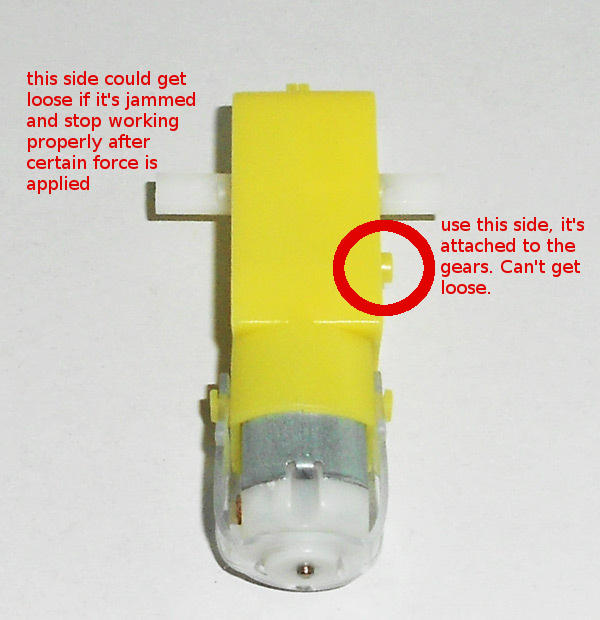 this side could get
loose if it's jammed
and stop working
properly after
certain force is
applied
use this side, it's
attached to the
gears. Can't get
loose.